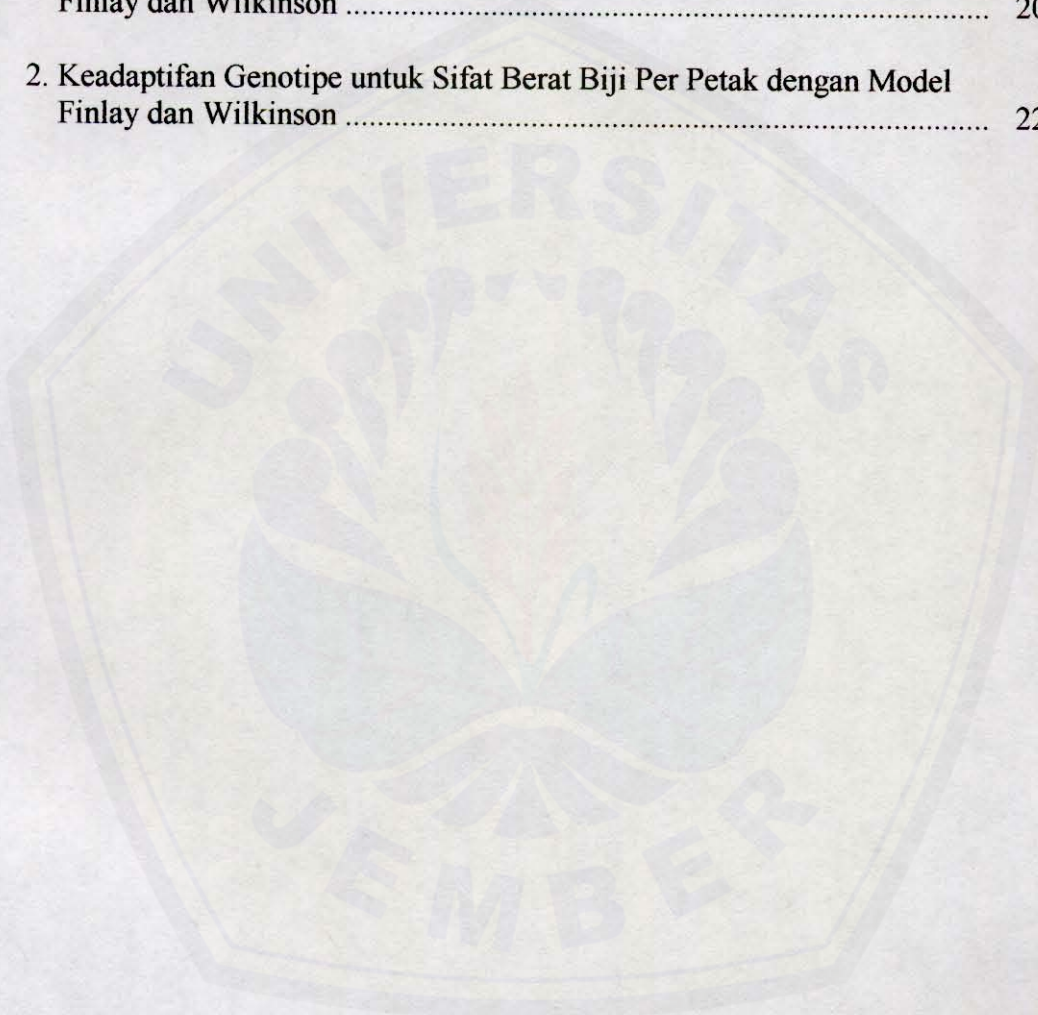 Finlay dan Wilkinson ........................................................................ 20
2. Keadaptifan Genotipe untuk Sifat Berat Biji Per Petak dengan Model
Finlay dan Wilkinson ........................................................................ 22
UNIVERSITAS
JEMBER